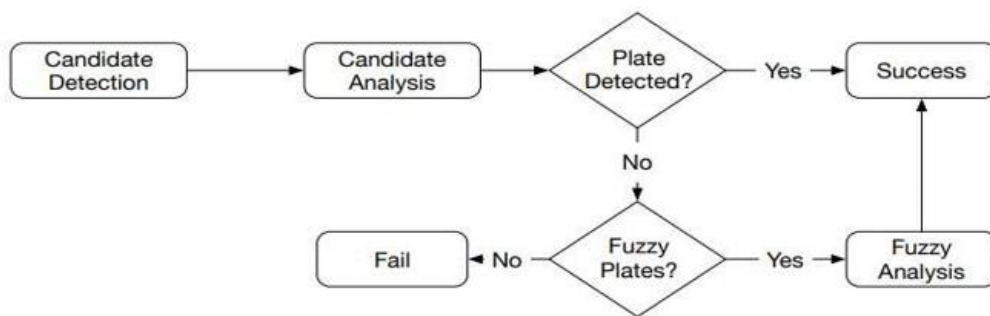 Candidate
Detection
Candidate
Analysis
Plate
Detected?
Yes
Success
No
Fail
No
Fuzzy
Plates?
Yes
Fuzzy
Analysis